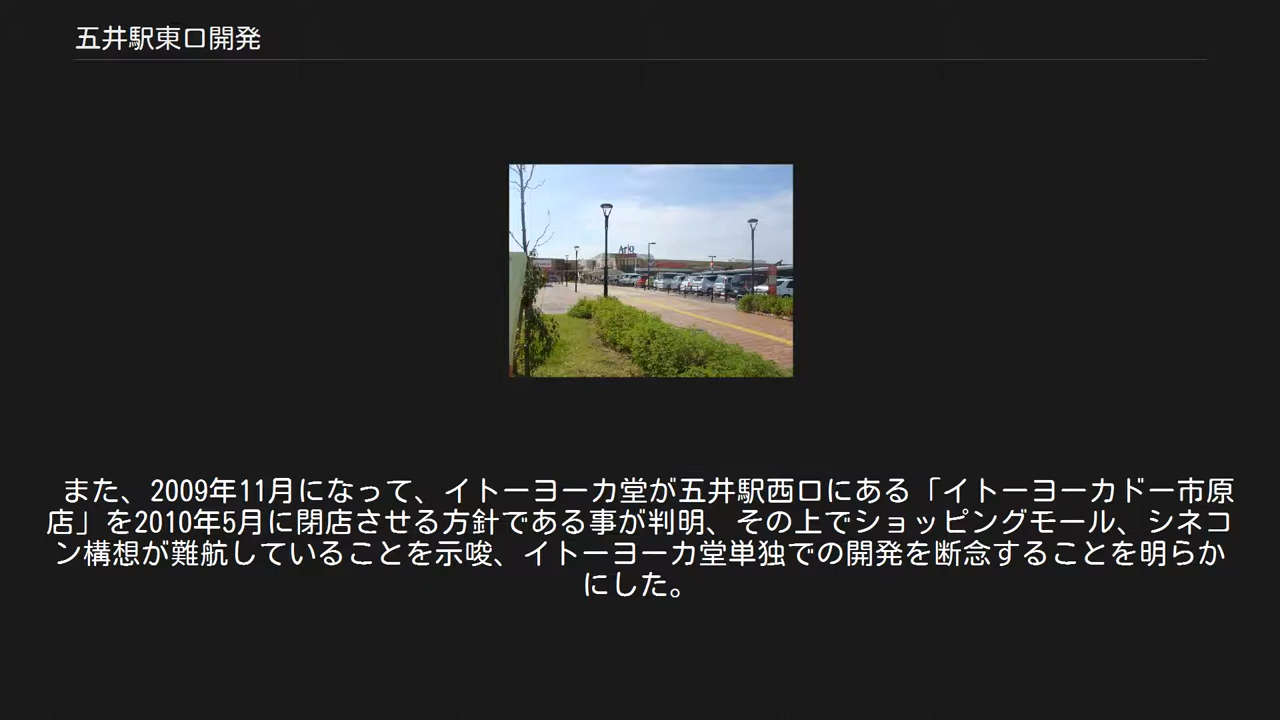 五井駅東口開発
Ario
また、2009年11月になって、イトーヨーカ堂が五井駅西口にある「イトーヨーカドー市原
店」を2010年5月に閉店させる方針である事が判明、その上でショッピングモール、シネコ
ン構想が難航していることを示唆、イトーヨーカ堂単独での開発を断念することを明らか
にした。